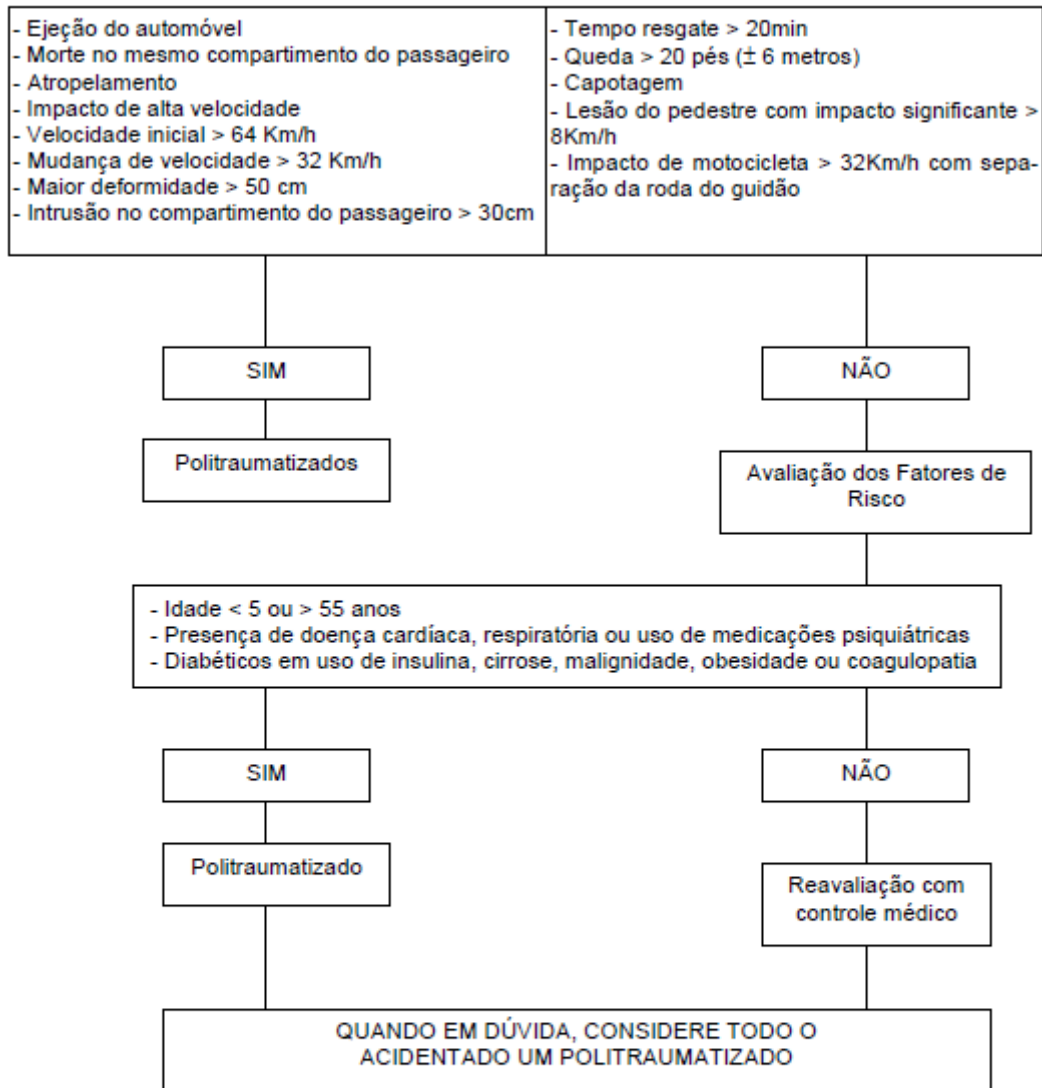 - Ejeção do automóvel
- Morte no mesmo compartimento do passageiro
- Atropelamento
- Impacto de alta velocidade
- Velocidade inicial > 64 Km/h
- Mudança de velocidade > 32 Km/h
- Maior deformidade > 50 cm
- Intrusão no compartimento do passageiro > 30cm
- Tempo resgate > 20min
- Queda > 20 pés (± 6 metros)
- Capotagem
- Lesão do pedestre com impacto significante >
8Km/h
- Impacto de motocicleta > 32Km/h com sepa-
ração da roda do guidão
SIM
NÃO
Politraumatizados
Avaliação dos Fatores de
Risco
- Idade < 5 ou > 55 anos
- Presença de doença cardíaca, respiratória ou uso de medicações psiquiátricas
- Diabéticos em uso de insulina, cirrose, malignidade, obesidade ou coagulopatia
SIM
NÃO
Politraumatizado
Reavaliação com
controle médico
QUANDO EM DÚVIDA, CONSIDERE TODO O
ACIDENTADO UM POLITRAUMATIZADO